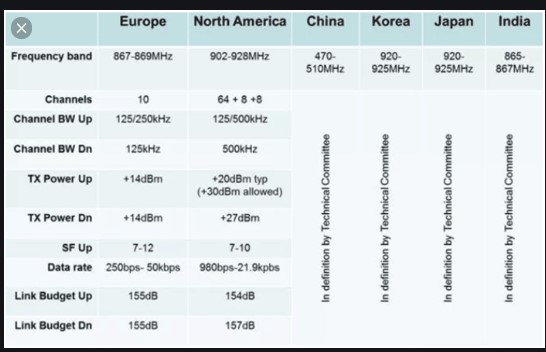 Europe North America China Korea Japan India
Frequency band 867-869MHz 902-928MHz 470-510MHz 920-925MHz 920-925MHz 865-867MHz
Channels 10 64 + 8 +8
Channel BW Up 125/250kHz 125/500kHz
Channel BW Dn 125kHz 500kHz
TX Power Up +14dBm +20dBm typ (+30dBm allowed)
TX Power Dn +14dBm +27dBm
SF Up 7-12 7-10
Data rate 250bps- 50kbps 980bps-21.9kpbs
Link Budget Up 155dB 154dB
Link Budget Dn 155dB 157dB
In definition by Technical Committee
In definition by Technical Committee
In definition by Technical Committee
In definition by Technical Committee